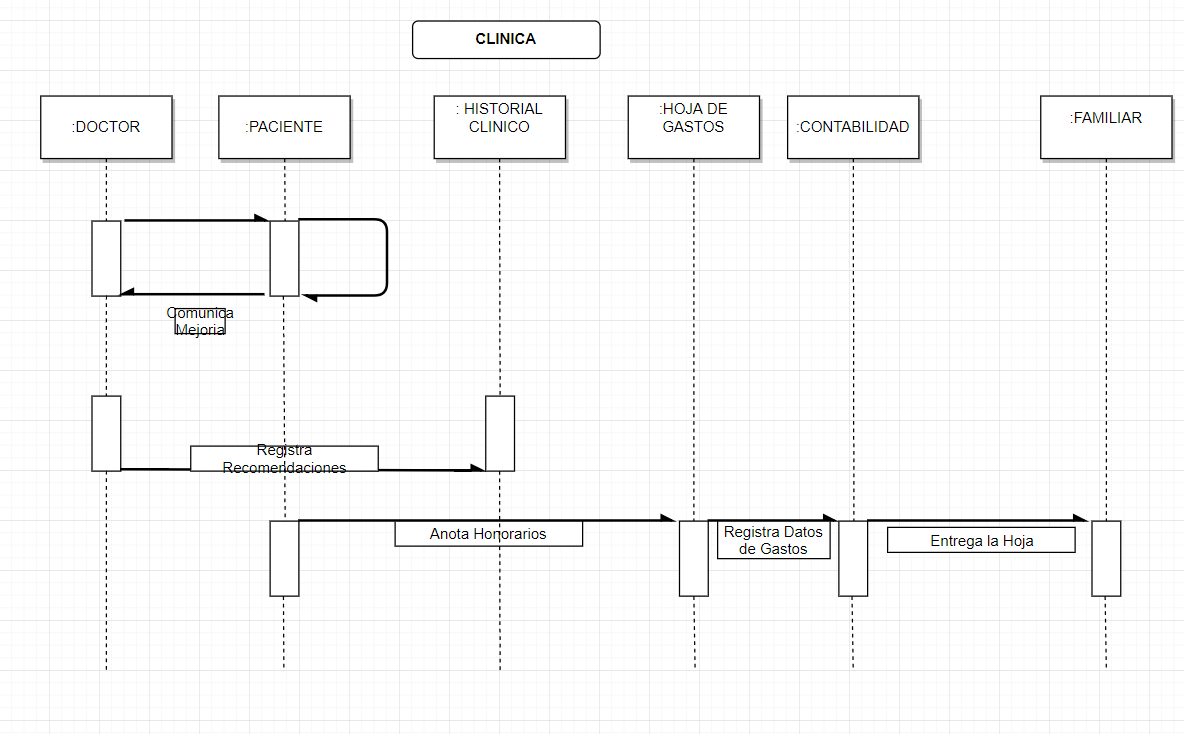 CLINICA
:DOCTOR
:PACIENTE
: HISTORIAL
CLINICO
:HOJA DE
GASTOS
:CONTABILIDAD
:FAMILIAR
Comunica
Mejoria
Registra
Recomendaciones
Anota Honorarios
Registra Datos
de Gastos
Entrega la Hoja